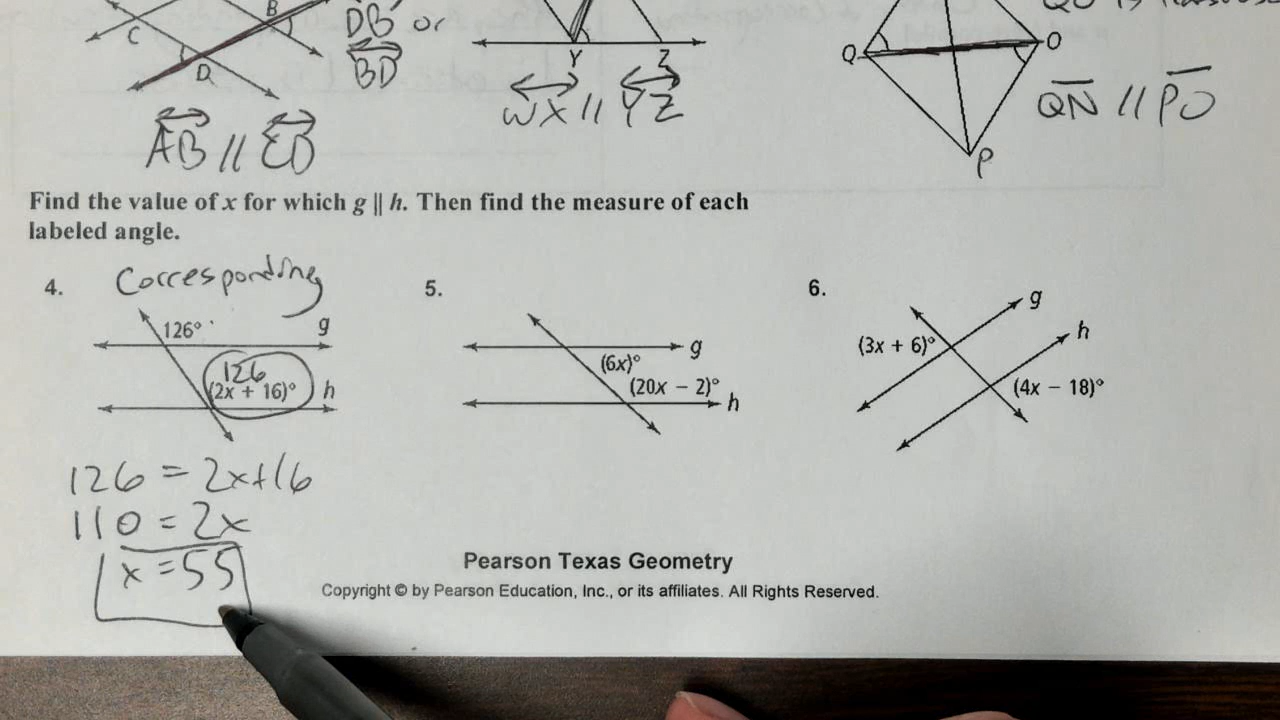 B
C
D
DB or
BD
AB // ED
Y
Z
WX // YZ
Q
O
P
QN // PO
Find the value of x for which g || h. Then find the measure of each
labeled angle.
4.
Corresponding
126°
g
126
(2x + 16)°
h
126 = 2x+16
110 = 2x
x = 55
5.
g
(6x)°
(20x − 2)°
h
6.
g
h
(3x + 6)°
(4x − 18)°
Pearson Texas Geometry
Copyright © by Pearson Education, Inc., or its affiliates. All Rights Reserved.